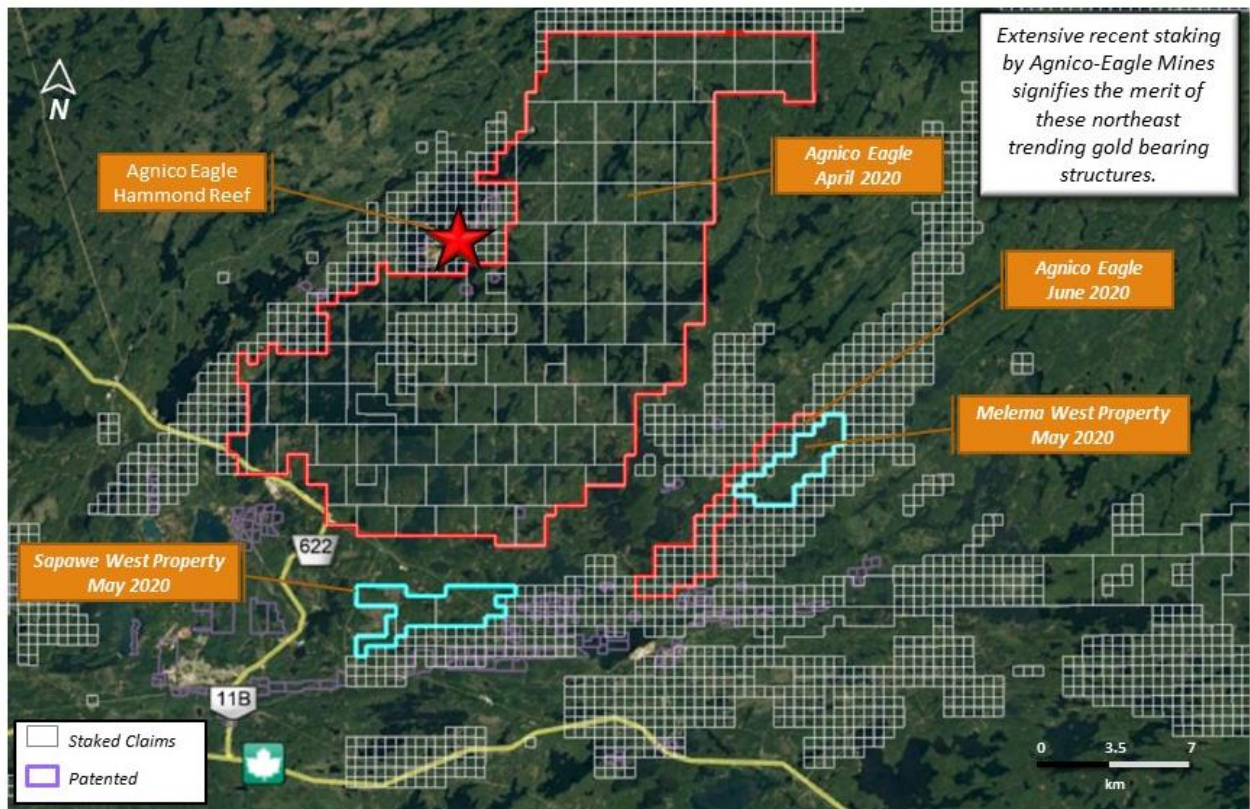 Extensive recent staking
by Agnico-Eagle Mines
signifies the merit of
these northeast
trending gold bearing
structures.
N
Agnico Eagle
Hammond Reef
Agnico Eagle
April 2020
Agnico Eagle
June 2020
Melema West Property
May 2020
Sapawe West Property
May 2020
622
11B
Staked Claims
Patented
0 3.5 7
km